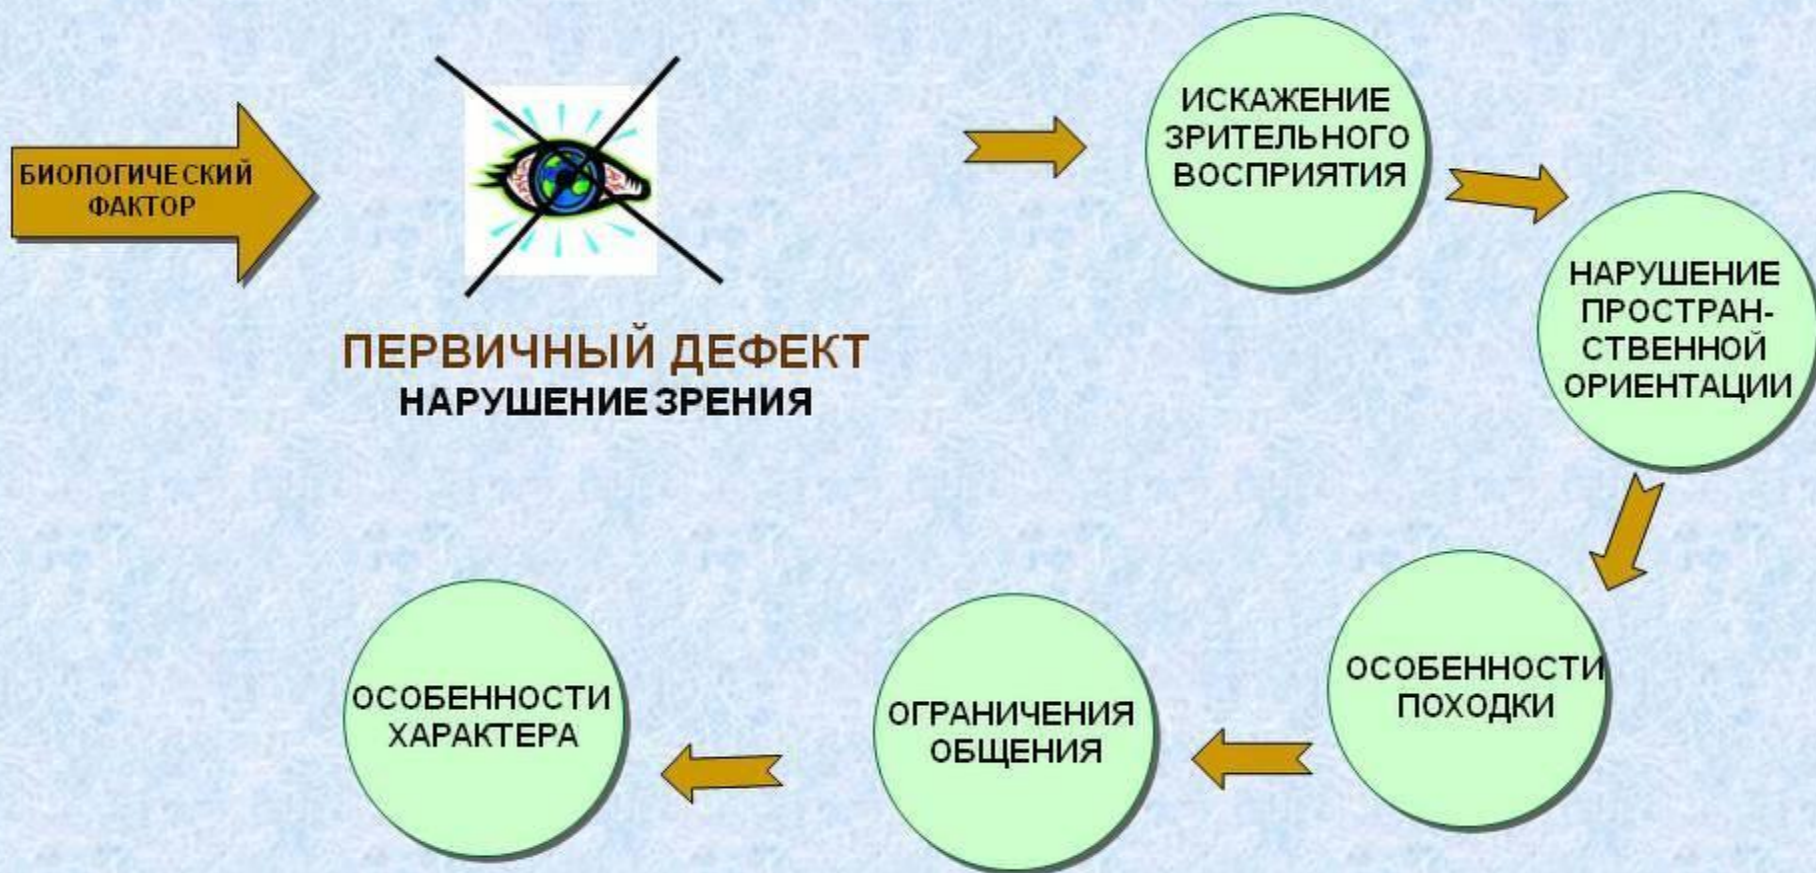 БИОЛОГИЧЕСКИЙ
ФАКТОР
ПЕРВИЧНЫЙ ДЕФЕКТ
НАРУШЕНИЕ ЗРЕНИЯ
ИСКАЖЕНИЕ
ЗРИТЕЛЬНОГО
ВОСПРИЯТИЯ
НАРУШЕНИЕ
ПРОСТРАН-
СТВЕННОЙ
ОРИЕНТАЦИИ
ОСОБЕННОСТИ
ПОХОДКИ
ОГРАНИЧЕНИЯ
ОБЩЕНИЯ
ОСОБЕННОСТИ
ХАРАКТЕРА